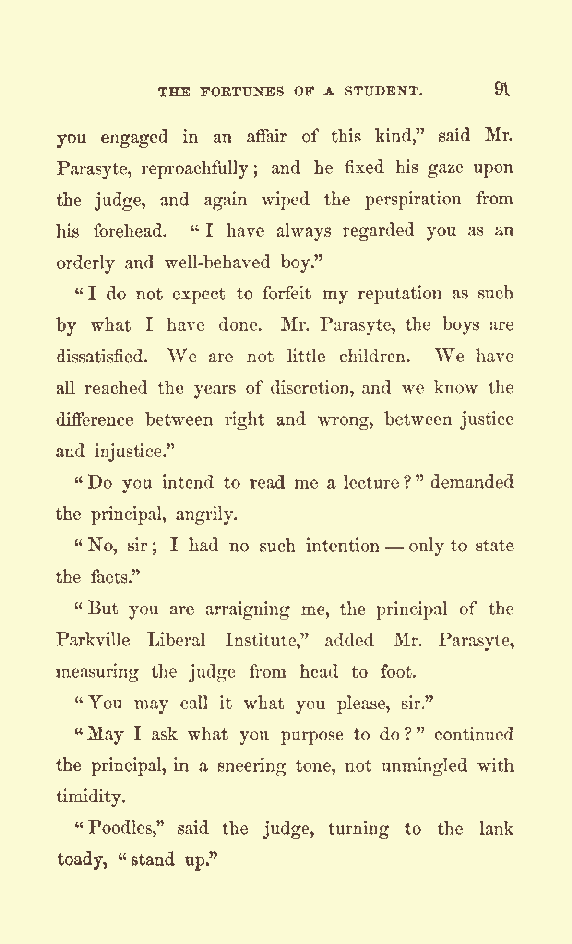 THE FORTUNES OF A STUDENT. 91
you engaged in an affair of this kind,” said Mr.
Parasyte, reproachfully; and he fixed his gaze upon
the judge, and again wiped the perspiration from
his forehead. “I have always regarded you as an
orderly and well-behaved boy.”
“I do not expect to forfeit my reputation as such
by what I have done. Mr. Parasyte, the boys are
dissatisfied. We are not little children. We have
all reached the years of discretion, and we know the
difference between right and wrong, between justice
and injustice.”
“Do you intend to read me a lecture?” demanded
the principal, angrily.
“No, sir; I had no such intention — only to state
the facts.”
“But you are arraigning me, the principal of the
Parkville Liberal Institute,” added Mr. Parasyte,
measuring the judge from head to foot.
“You may call it what you please, sir.”
“May I ask what you purpose to do?” continued
the principal, in a sneering tone, not unmingled with
timidity.
“Poodles,” said the judge, turning to the lank
toady, “stand up.”